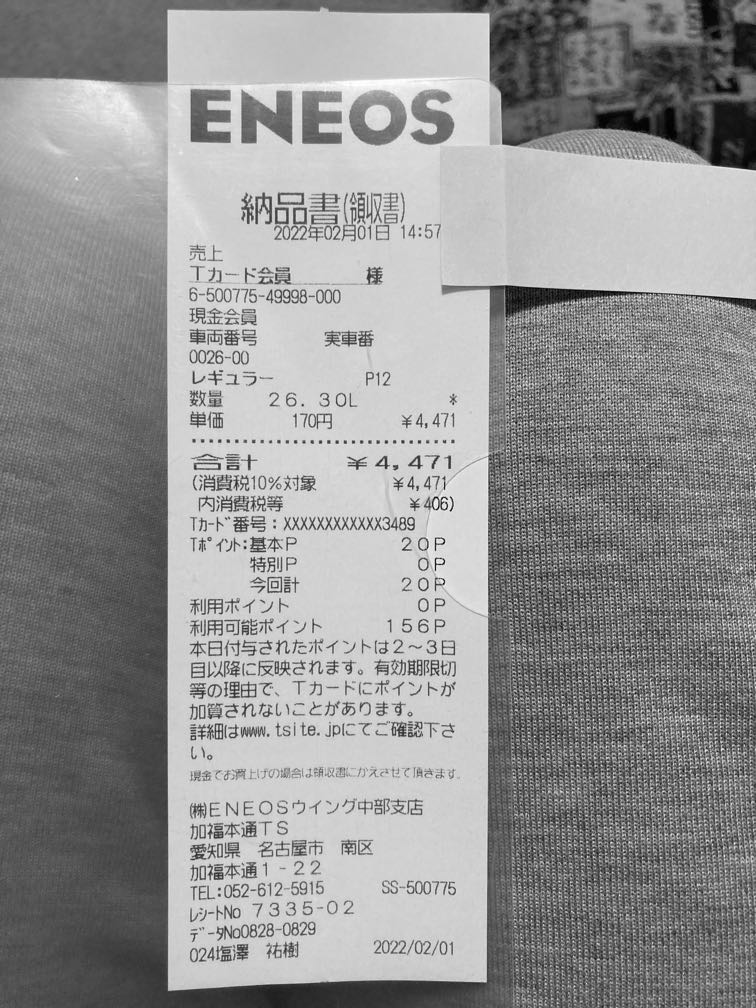 ENEOS
納品書(領収書)
2022年02月01日 14:57
売上
Tカード会員 様
6-500775-49998-000
現金会員
車両番号 実車番
0026-00
レギュラー P12
数量 26.30L *
単価 170円 ¥4,471
合計 ¥4,471
(消費税10%対象 ¥4,471
内消費税等 ¥406)
Tカード番号:XXXXXXXXXXXX3489
Tポイント:基本P 20P
特別P 0P
今回計 20P
利用ポイント 0P
利用可能ポイント 156P
本日付与されたポイントは2〜3日
目以降に反映されます。有効期限切
等の理由で、Tカードにポイントが
加算されないことがあります。
詳細はwww.tsite.jpにてご確認下さ
い。
現金でお買上げの場合は領収書にかえさせて頂きます。
㈱ENEOSウイング中部支店
加福本通TS
愛知県 名古屋市 南区
加福本通1-22
TEL:052-612-5915 SS-500775
レシートNo 7335-02
データNo0828-0829
024塩澤 祐樹 2022/02/01